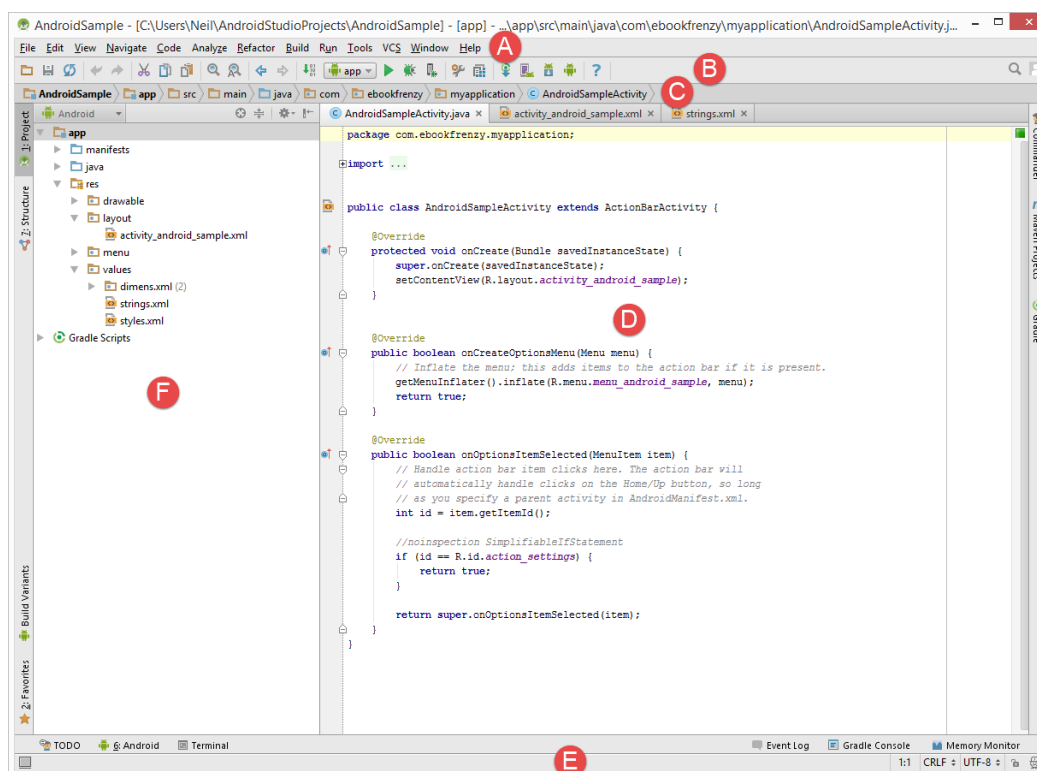 AndroidSample - [C:\Users\Neil\AndroidStudioProjects\AndroidSample] - [app] - ...\app\src\main\java\com\ebookfrenzy\myapplication\AndroidSampleActivity.j...
File Edit View Navigate Code Analyze Refactor Build Run Tools VCS Window Help
A
app
B
AndroidSample app src main java com ebookfrenzy myapplication AndroidSampleActivity
C
1: Project
Z: Structure
Build Variants
2: Favorites
Android
app
manifests
java
res
drawable
layout
activity_android_sample.xml
menu
values
dimens.xml (2)
strings.xml
styles.xml
Gradle Scripts
F
AndroidSampleActivity.java × activity_android_sample.xml × strings.xml ×
package com.ebookfrenzy.myapplication;
import ...
public class AndroidSampleActivity extends ActionBarActivity {
@Override
protected void onCreate(Bundle savedInstanceState) {
super.onCreate(savedInstanceState);
setContentView(R.layout.activity_android_sample);
}
D
@Override
public boolean onCreateOptionsMenu(Menu menu) {
// Inflate the menu; this adds items to the action bar if it is present.
getMenuInflater().inflate(R.menu.menu_android_sample, menu);
return true;
}
@Override
public boolean onOptionsItemSelected(MenuItem item) {
// Handle action bar item clicks here. The action bar will
// automatically handle clicks on the Home/Up button, so long
// as you specify a parent activity in AndroidManifest.xml.
int id = item.getItemId();
//noinspection SimplifiableIfStatement
if (id == R.id.action_settings) {
return true;
}
return super.onOptionsItemSelected(item);
}
}
Commander
Maven Projects
Gradle
TODO 6: Android Terminal Event Log Gradle Console Memory Monitor
E
1:1 CRLF UTF-8